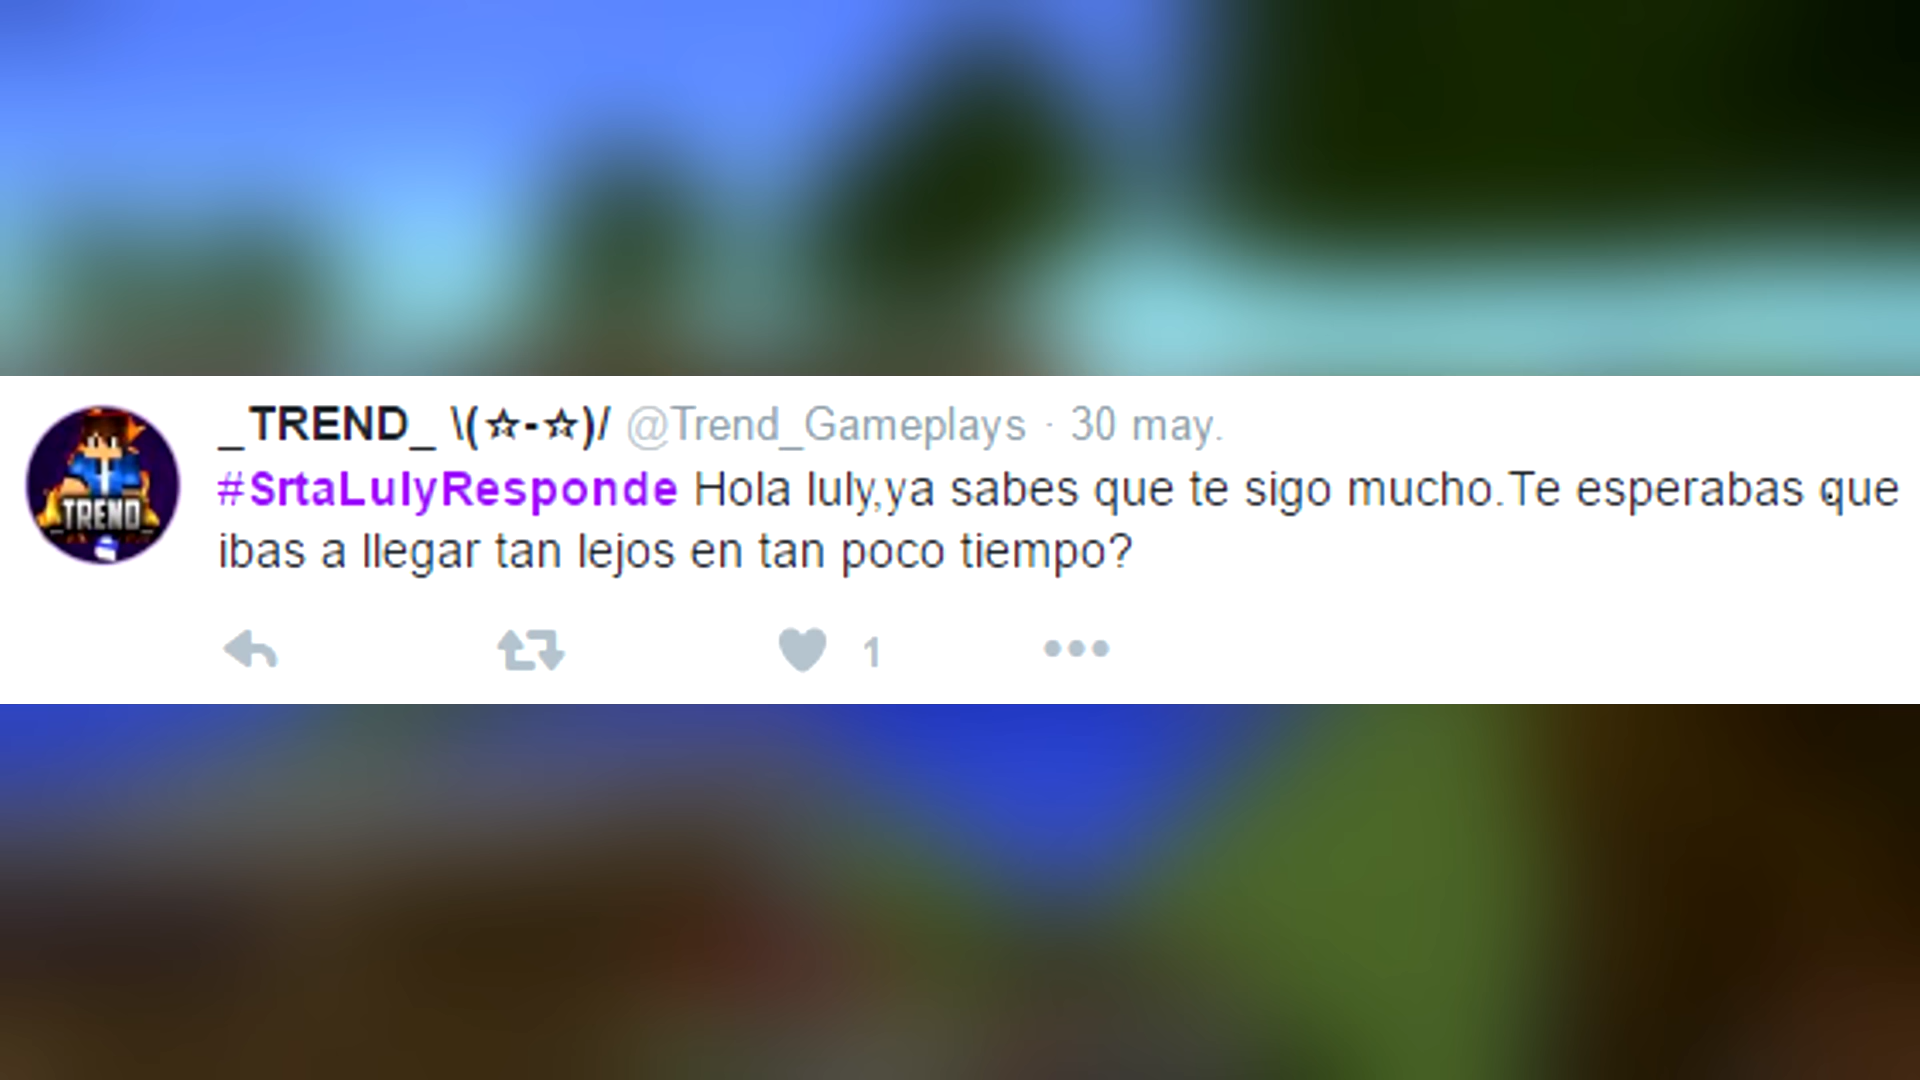 _TREND_ \(☆-☆)/ @Trend_Gameplays · 30 may.
#SrtaLulyResponde Hola luly,ya sabes que te sigo mucho.Te esperabas que
ibas a llegar tan lejos en tan poco tiempo?
1
_TREND_